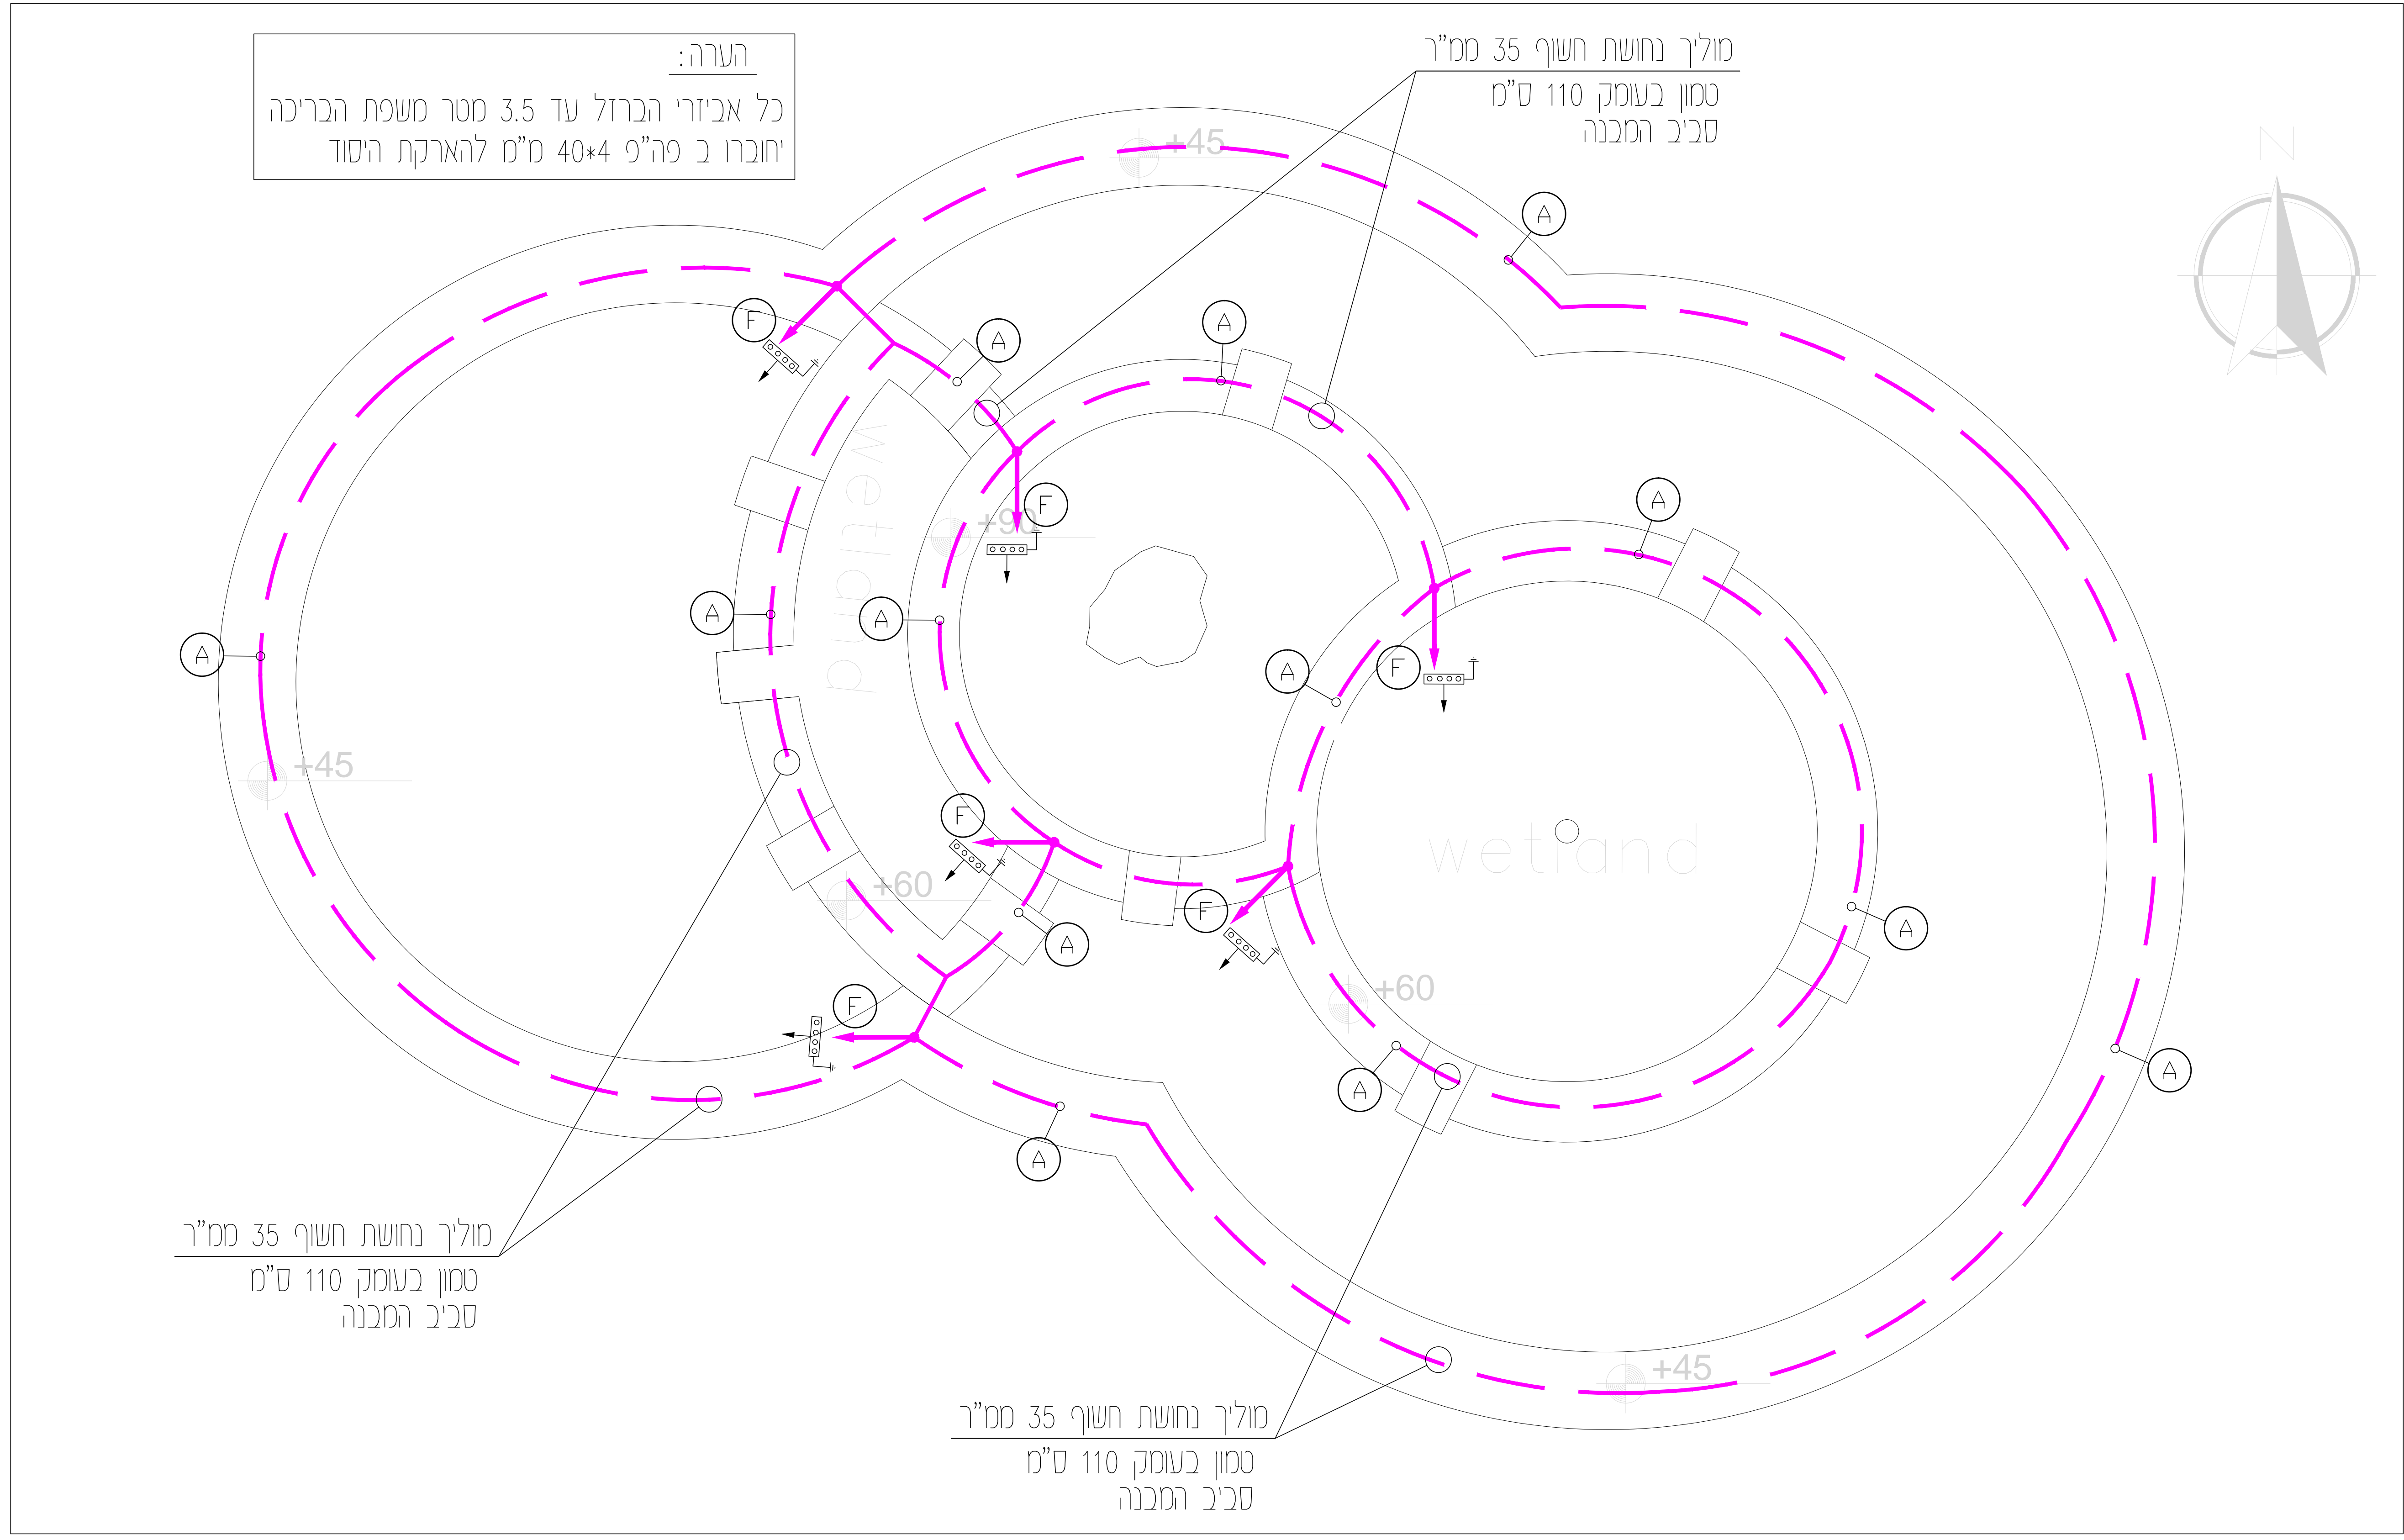 הערה:
כל אביזרי הברזל עד 3.5 מטר משפת הבריכה
יחוברו ב פה"פ 40*4 מ"מ להארקת היסוד
מוליך נחושת חשוף 35 ממ"ר
טמון בעומק 110 ס"מ
סביב המבנה
N
+45
A
F
A
A
wetland
+90
F
A
A
A
A
A
F
+45
F
+60
A
F
wetland
A
+60
F
A
A
+45
A
מוליך נחושת חשוף 35 ממ"ר
טמון בעומק 110 ס"מ
סביב המבנה
מוליך נחושת חשוף 35 ממ"ר
טמון בעומק 110 ס"מ
סביב המבנה
A